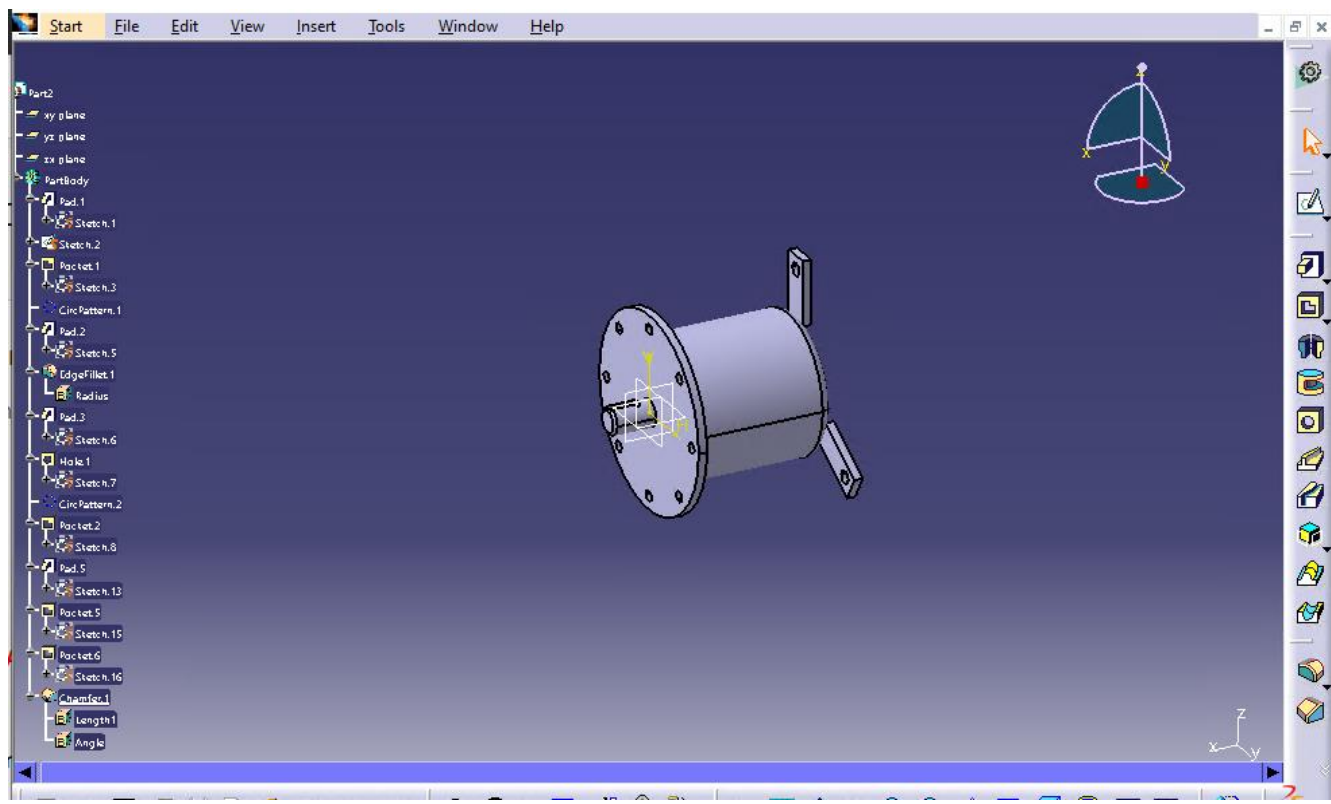 Start File Edit View Insert Tools Window Help
Part2
xy plane
yz plane
zx plane
PartBody
Pad.1
Sketch.1
Sketch.2
Pocket.1
Sketch.3
CircPattern.1
Pad.2
Sketch.5
EdgeFillet.1
Radius
Pad.3
Sketch.6
Hole.1
Sketch.7
CircPattern.2
Pocket.2
Sketch.8
Pad.5
Sketch.13
Pocket.5
Sketch.15
Pocket.6
Sketch.16
Chamfer.1
Length1
Angle
z
x
y
V
H
z
x
y